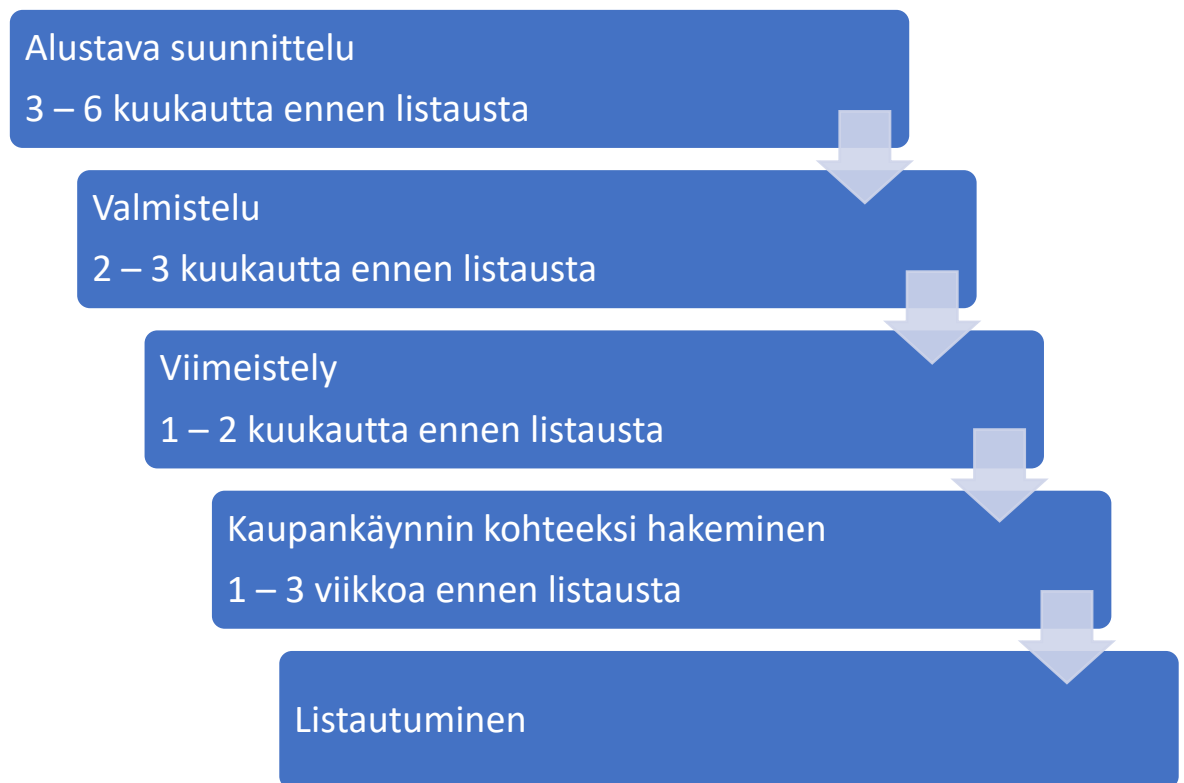 Alustava suunnittelu
3 – 6 kuukautta ennen listausta
Valmistelu
2 – 3 kuukautta ennen listausta
Viimeistely
1 – 2 kuukautta ennen listausta
Kaupankäynnin kohteeksi hakeminen
1 – 3 viikkoa ennen listausta
Listautuminen